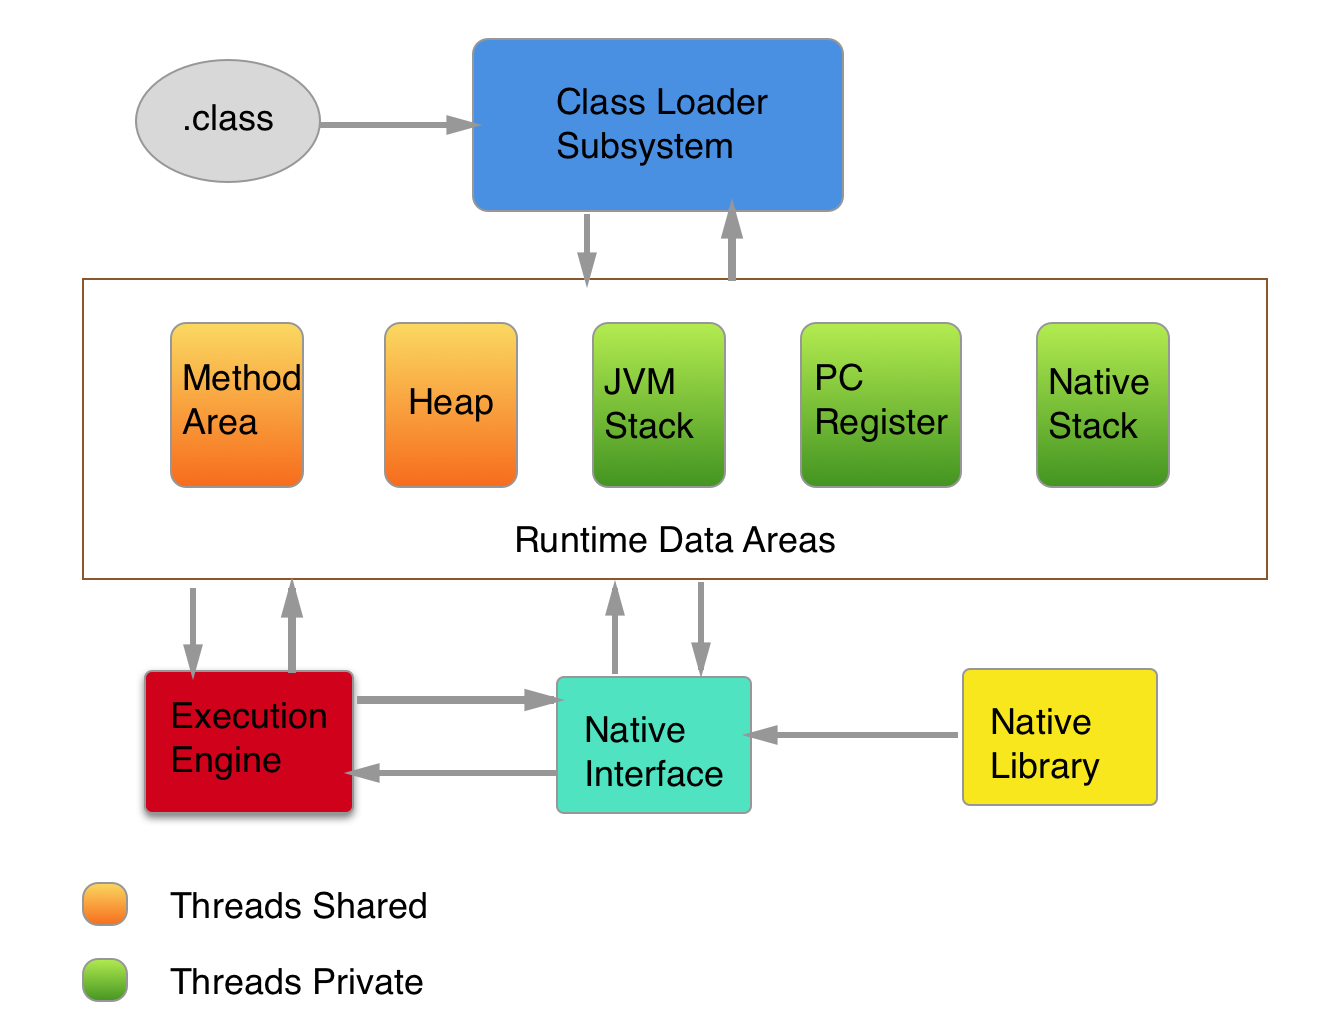 .class
Class Loader
Subsystem
Method
Area
Heap
JVM
Stack
PC
Register
Native
Stack
Runtime Data Areas
Execution
Engine
Native
Interface
Native
Library
Threads Shared
Threads Private